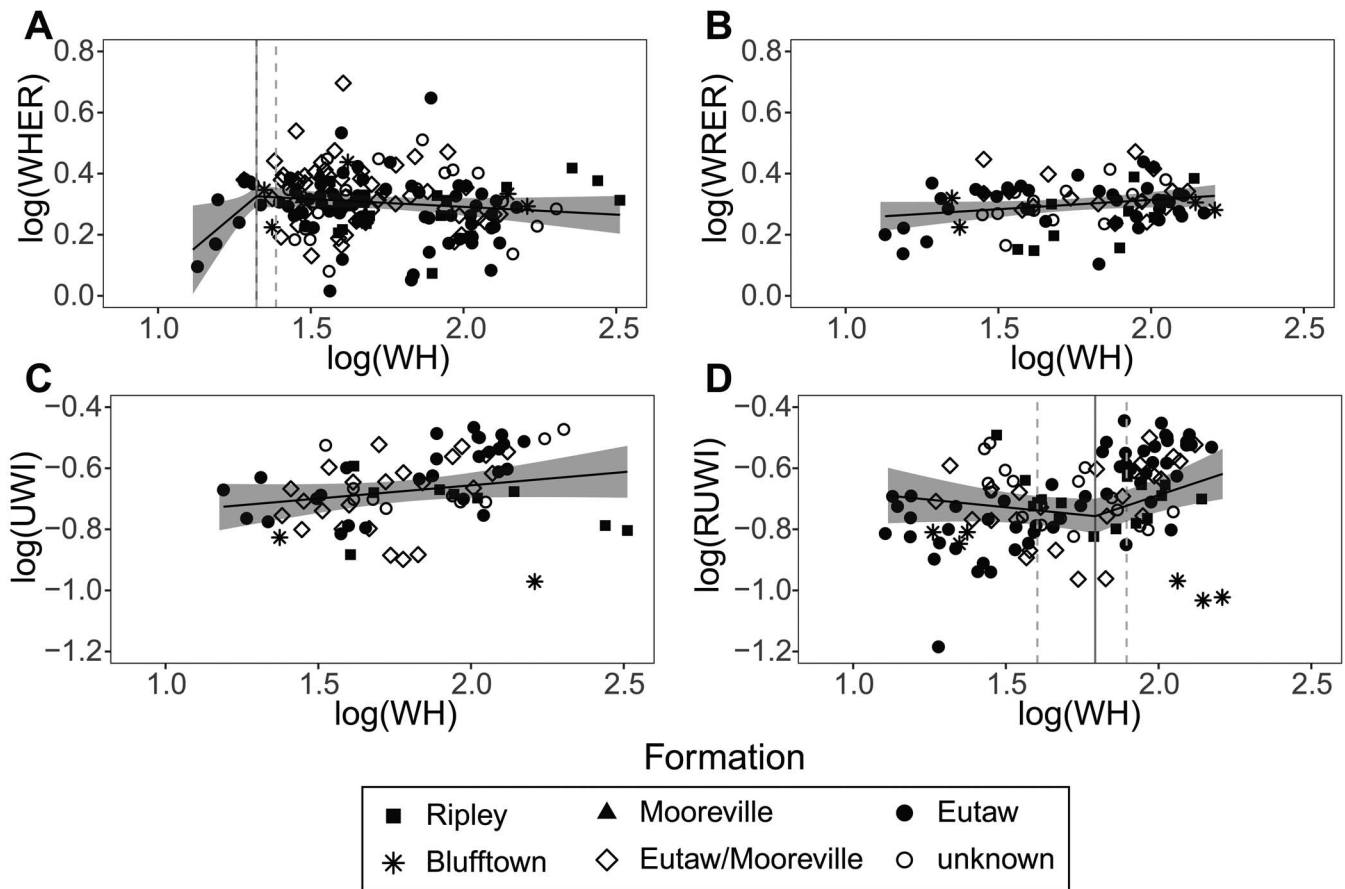 A
B
log(WHER)
0.8
0.6
0.4
0.2
0.0
1.0 1.5 2.0 2.5
log(WH)
log(WRER)
0.8
0.6
0.4
0.2
0.0
1.0 1.5 2.0 2.5
log(WH)
C
D
log(UWI)
−0.4
−0.6
−0.8
−1.0
−1.2
1.0 1.5 2.0 2.5
log(WH)
log(RUWI)
−0.4
−0.6
−0.8
−1.0
−1.2
1.0 1.5 2.0 2.5
log(WH)
Formation
Ripley Mooreville Eutaw
Blufftown Eutaw/Mooreville unknown